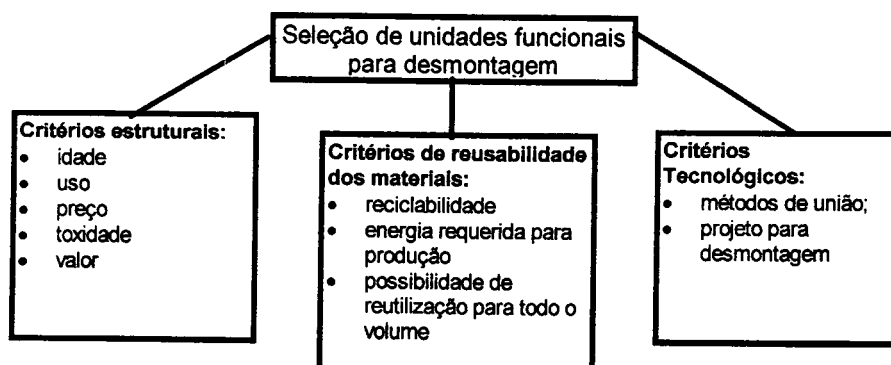 Seleção de unidades funcionais
para desmontagem
Critérios estruturais:
• idade
• uso
• preço
• toxidade
• valor
Critérios de reusabilidade
dos materiais:
• reciclabilidade
• energia requerida para
produção
• possibilidade de
reutilização para todo o
volume
Critérios
Tecnológicos:
• métodos de união;
• projeto para
desmontagem